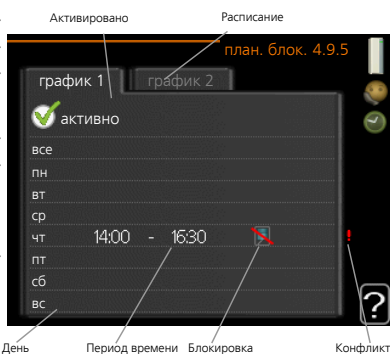 Активировано Расписание
план. блок. 4.9.5
график 1 график 2
активно
все
пн
вт
ср
чт 14:00 - 16:30 !
пт
сб
вс
?
День Период времени Блокировка Конфликт